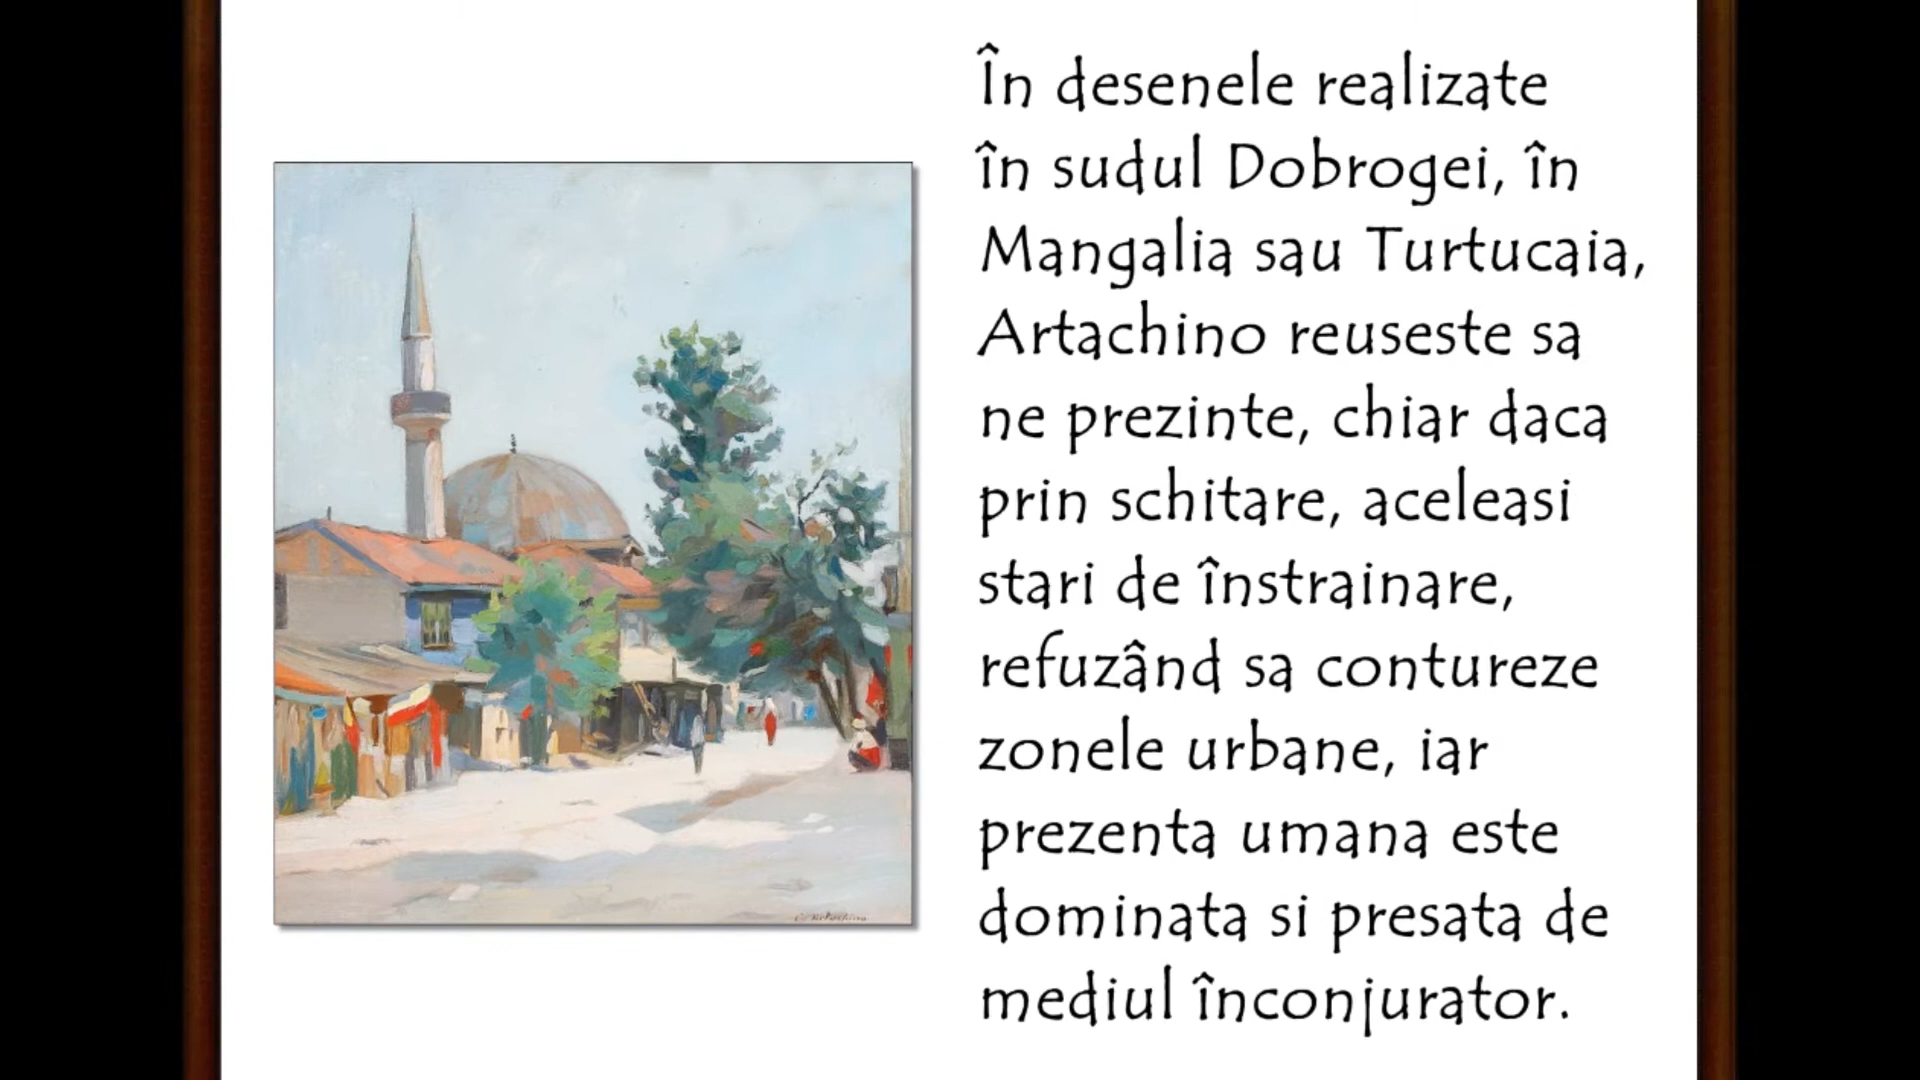 În desenele realizate
în sudul Dobrogei, în
Mangalia sau Turtucaia,
Artachino reuseste sa
ne prezinte, chiar daca
prin schitare, aceleasi
stari de înstrainare,
refuzând sa contureze
zonele urbane, iar
prezenta umana este
dominata si presata de
mediul înconjurator.